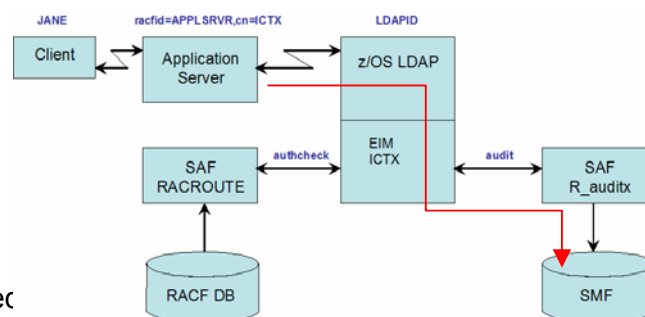 JANE
racfid=APPLSRVR,cn=ICTX
LDAPID
Client
Application
Server
z/OS LDAP
EIM
ICTX
authcheck
audit
SAF
RACROUTE
SAF
R_auditx
RACF DB
SMF